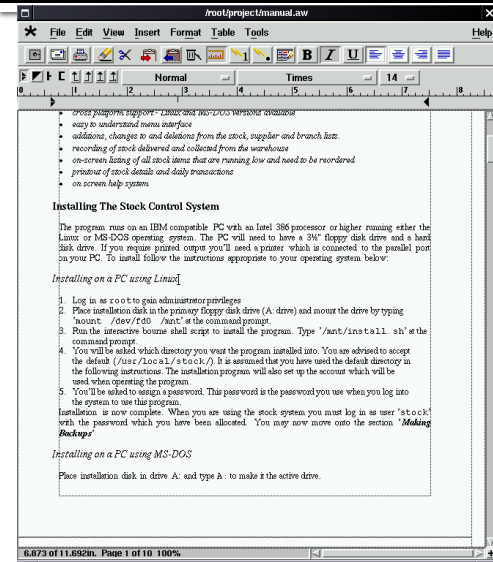 /root/project/manual.aw
File Edit View Insert Format Table Tools Help
B I U
Normal Times 14
0 1 2 3 4 5 6 7 8
• cross platform support - Linux and MS-DOS versions available
• easy to understand menu interface
• additions, changes to and deletions from the stock, supplier and branch lists.
• recording of stock delivered and collected from the warehouse
• on-screen listing of all stock items that are running low and need to be reordered
• printout of stock details and daily transactions
• on screen help system
Installing The Stock Control System
The program runs on an IBM compatible PC with an Intel 386 processor or higher running either the
Linux or MS-DOS operating system. The PC will need to have a 3½" floppy disk drive and a hard
disk drive. If you require printed output you'll need a printer which is connected to the parallel port
on your PC. To install follow the instructions appropriate to your operating system below:
Installing on a PC using Linux
1. Log in as root to gain administrator privileges
2. Place installation disk in the primary floppy disk drive (A: drive) and mount the drive by typing
'mount /dev/fd0 /mnt' at the command prompt.
3. Run the interactive bourne shell script to install the program. Type '/mnt/install.sh' at the
command prompt.
4. You will be asked which directory you want the program installed into. You are advised to accept
the default (/usr/local/stock/). It is assumed that you have used the default directory in
the following instructions. The installation program will also set up the account which will be
used when operating the program.
5. You'll be asked to assign a password. This password is the password you use when you log into
the system to use this program.
Installation is now complete. When you are using the stock system you must log in as user 'stock'
with the password which you have been allocated. You may now move onto the section 'Making
Backups'
Installing on a PC using MS-DOS
Place installation disk in drive A: and type A: to make it the active drive.
6.873 of 11.692in. Page 1 of 10 100%